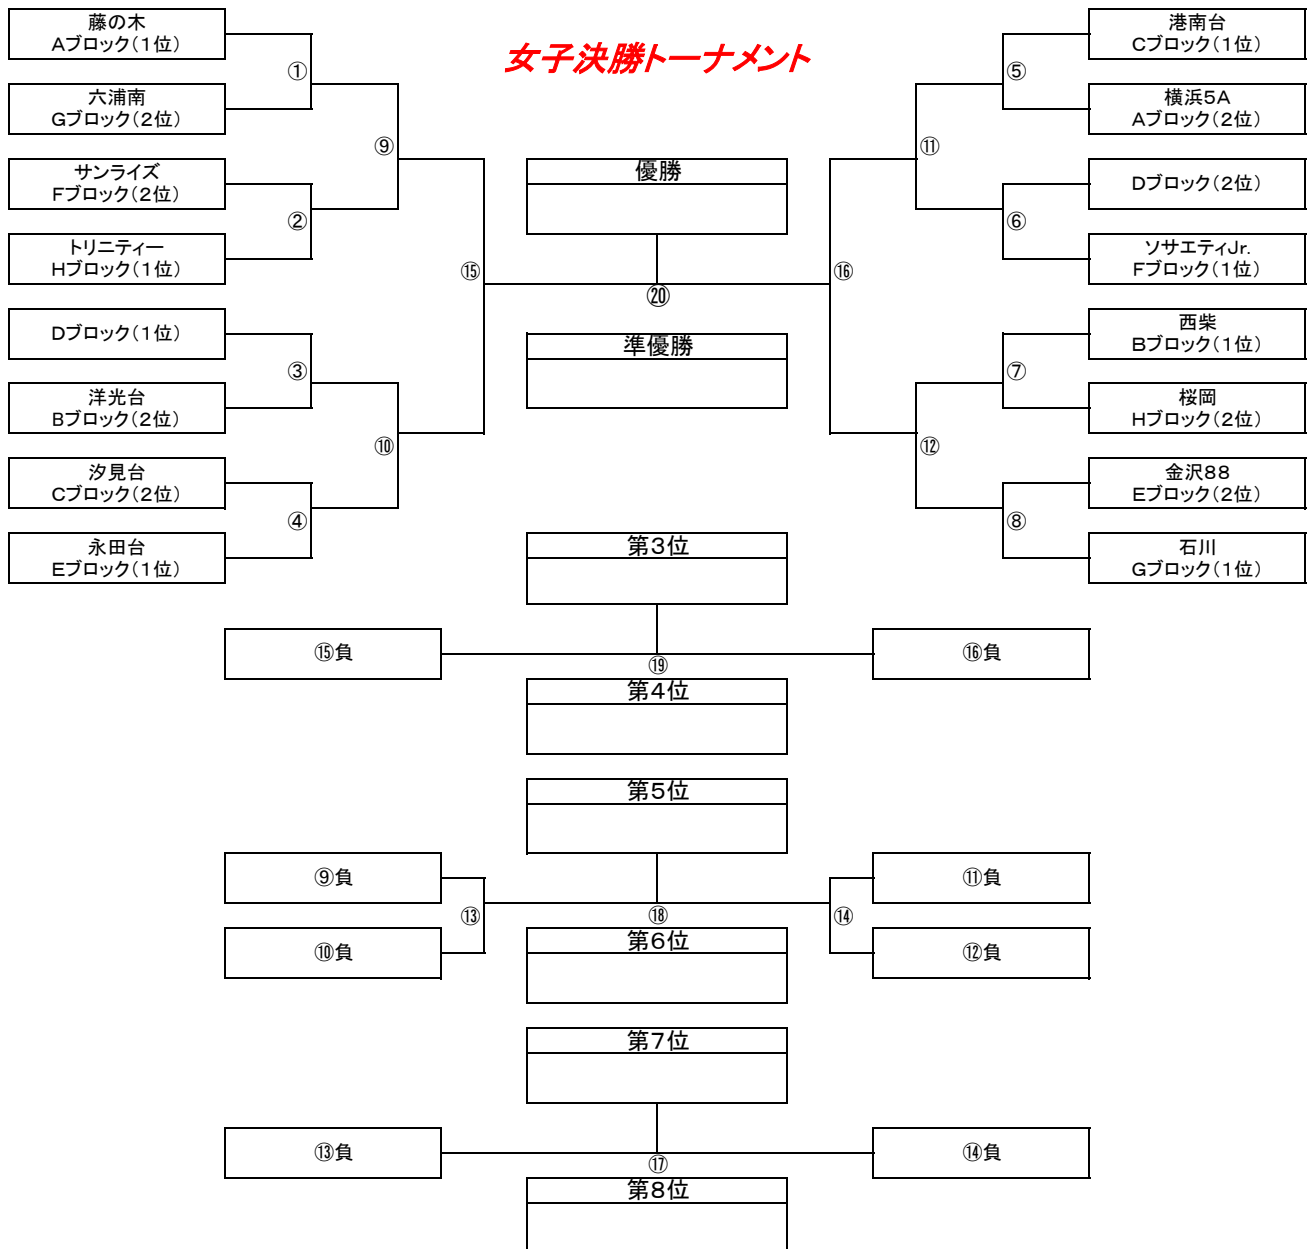 女子決勝トーナメント
藤の木
Aブロック(1位)
①
六浦南
Gブロック(2位)
⑨
サンライズ
Fブロック(2位)
②
トリニティー
Hブロック(1位)
⑮
Dブロック(1位)
③
洋光台
Bブロック(2位)
⑩
汐見台
Cブロック(2位)
④
永田台
Eブロック(1位)
優勝
⑳
準優勝
港南台
Cブロック(1位)
⑤
横浜5A
Aブロック(2位)
⑪
Dブロック(2位)
⑥
ソサエティJr.
Fブロック(1位)
⑯
西柴
Bブロック(1位)
⑦
桜岡
Hブロック(2位)
⑫
金沢88
Eブロック(2位)
⑧
石川
Gブロック(1位)
第3位
⑮負
⑲
⑯負
第4位
第5位
⑨負
⑪負
⑬
⑱
⑭
⑩負
第6位
⑫負
第7位
⑬負
⑰
⑭負
第8位